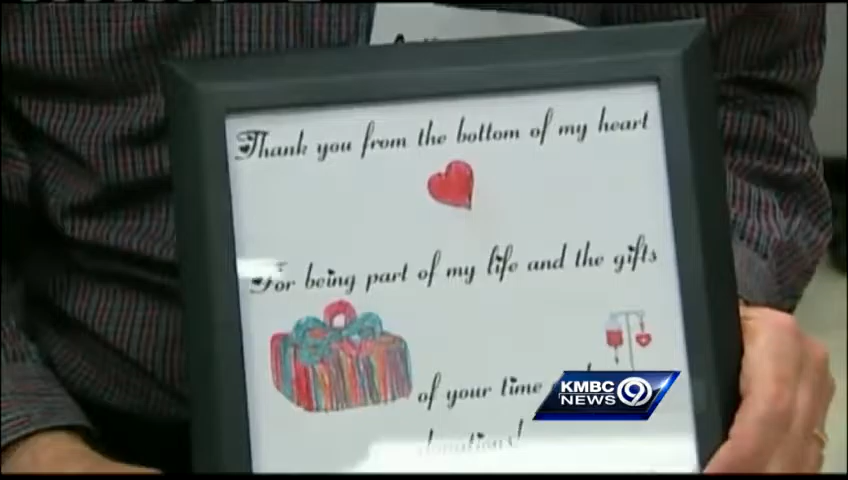 Thank you from the bottom of my heart
For being part of my life and the gifts
of your time
donations!
KMBC 9
NEWS